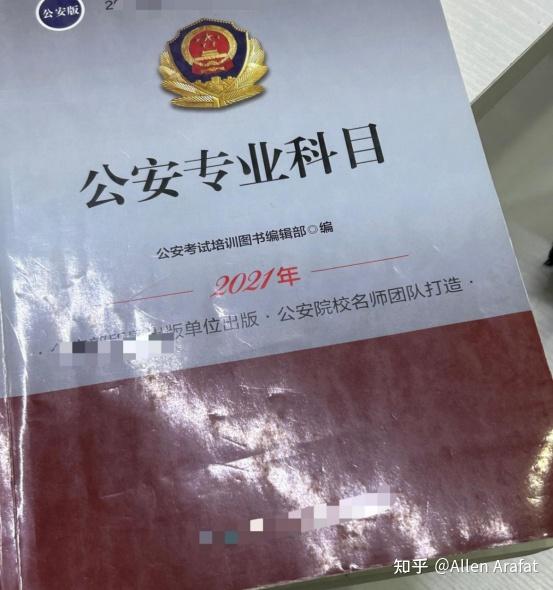 公安版
公安专业科目
公安考试培训图书编辑部◎编
2021年
出版单位出版·公安院校名师团队打造·
知乎 @Allen Arafat